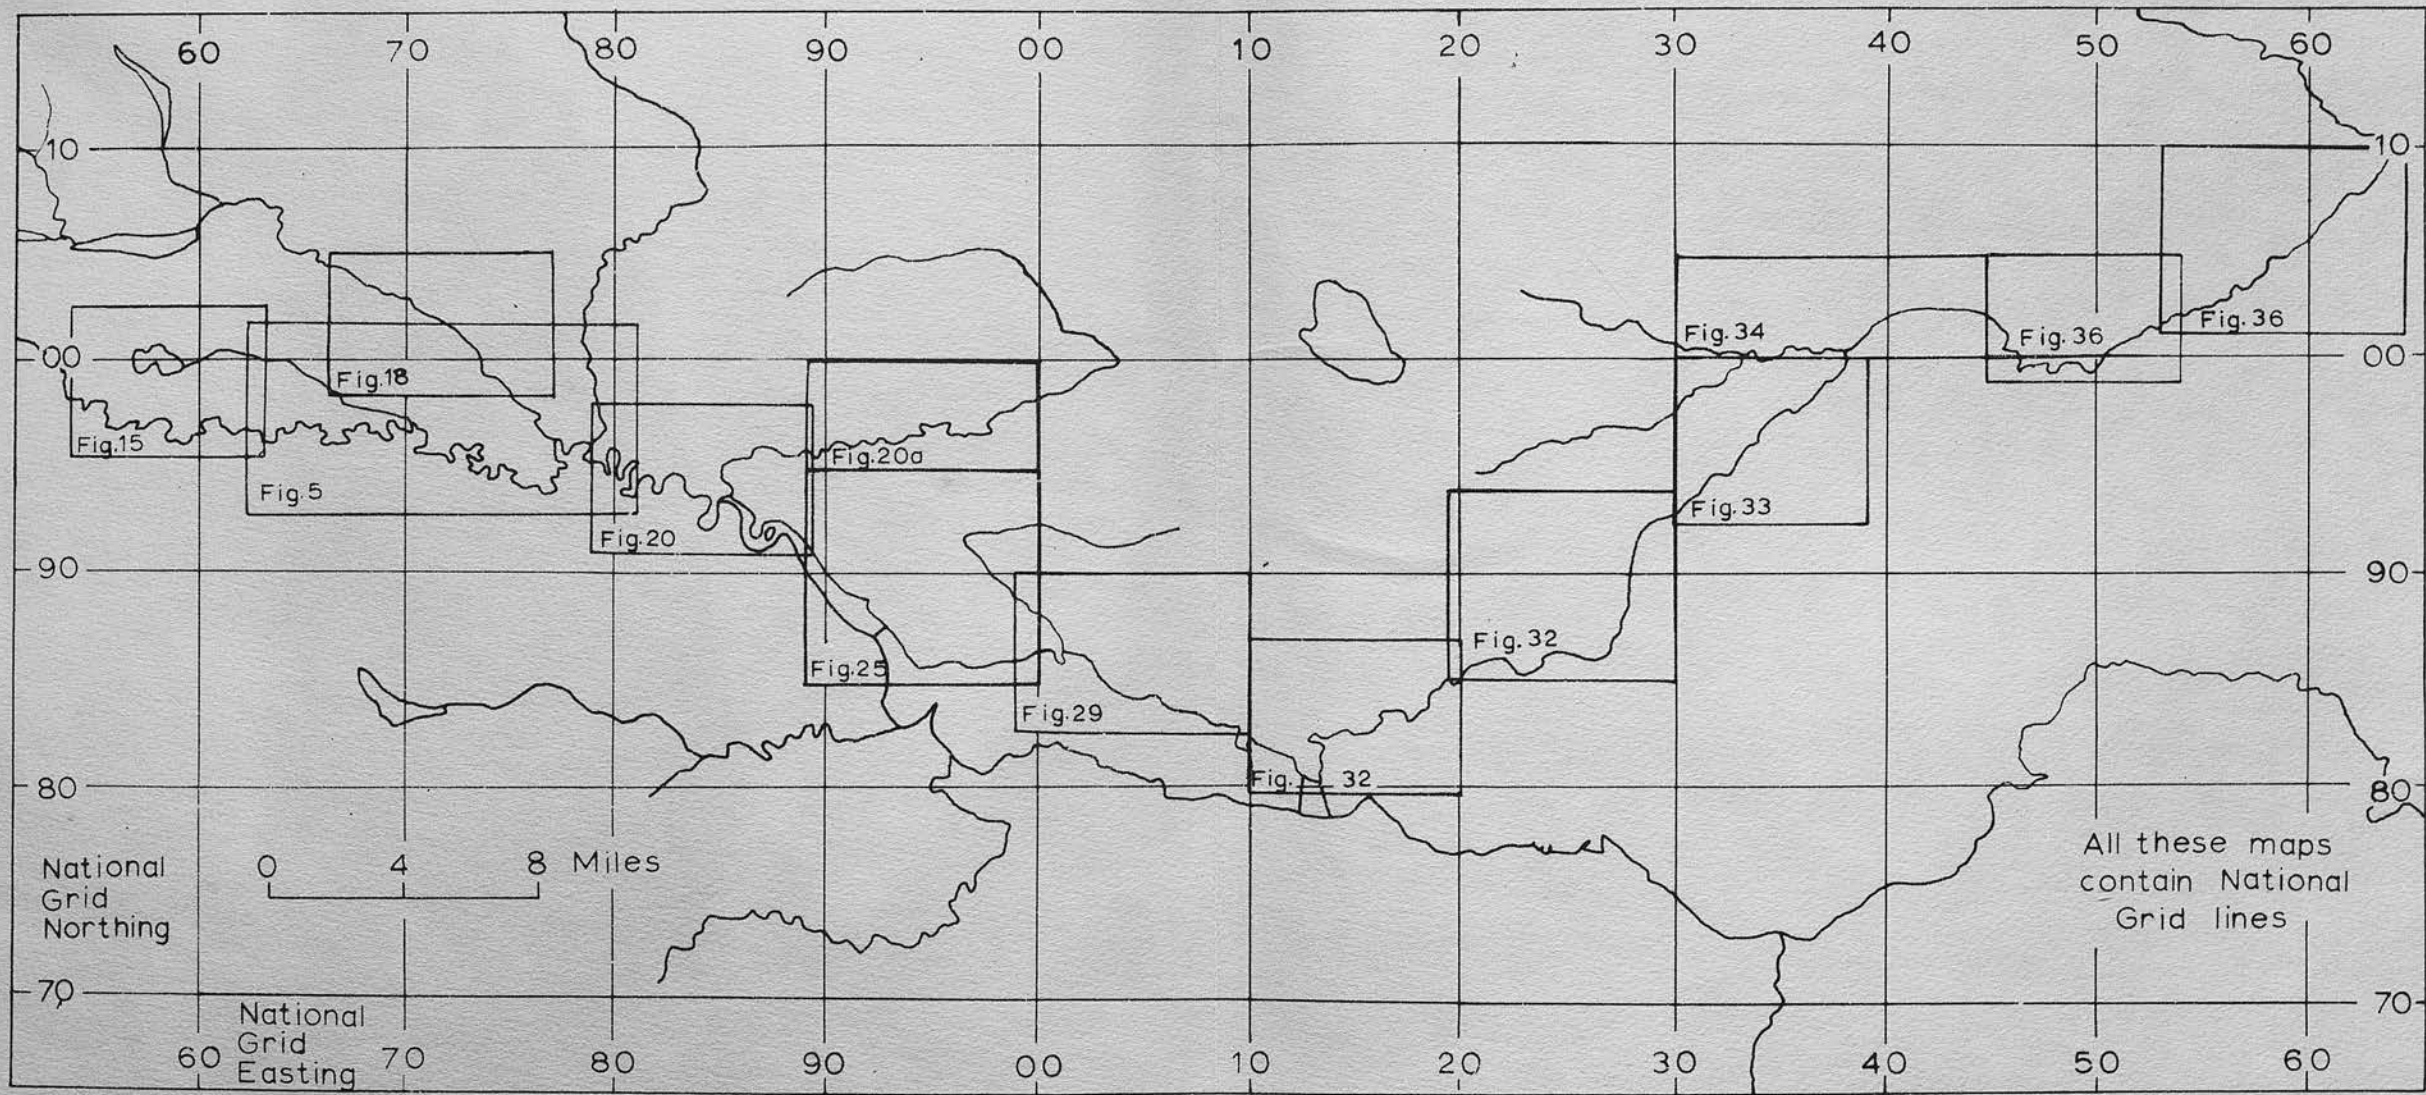 60 70 80 90 00 10 20 30 40 50 60
10 10
Fig. 34 Fig. 36 Fig. 36
00 00
Fig.18
Fig.15 Fig.20a
Fig.5 Fig.33
Fig.20
90 90
Fig.32
Fig.25
Fig.29
80 Fig. 32 80
National
Grid
Northing
0 4 8 Miles
All these maps
contain National
Grid lines
70 70
National
Grid
Easting
60 70 80 90 00 10 20 30 40 50 60